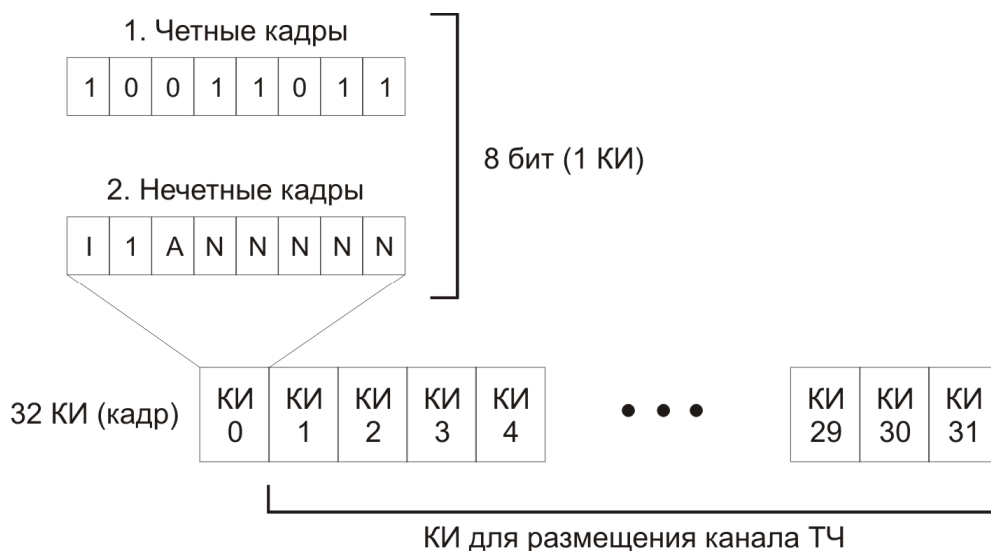 1. Четные кадры
1 0 0 1 1 0 1 1
8 бит (1 КИ)
2. Нечетные кадры
I 1 A N N N N N
32 КИ (кадр)
КИ 0 КИ 1 КИ 2 КИ 3 КИ 4 • • • КИ 29 КИ 30 КИ 31
КИ для размещения канала ТЧ